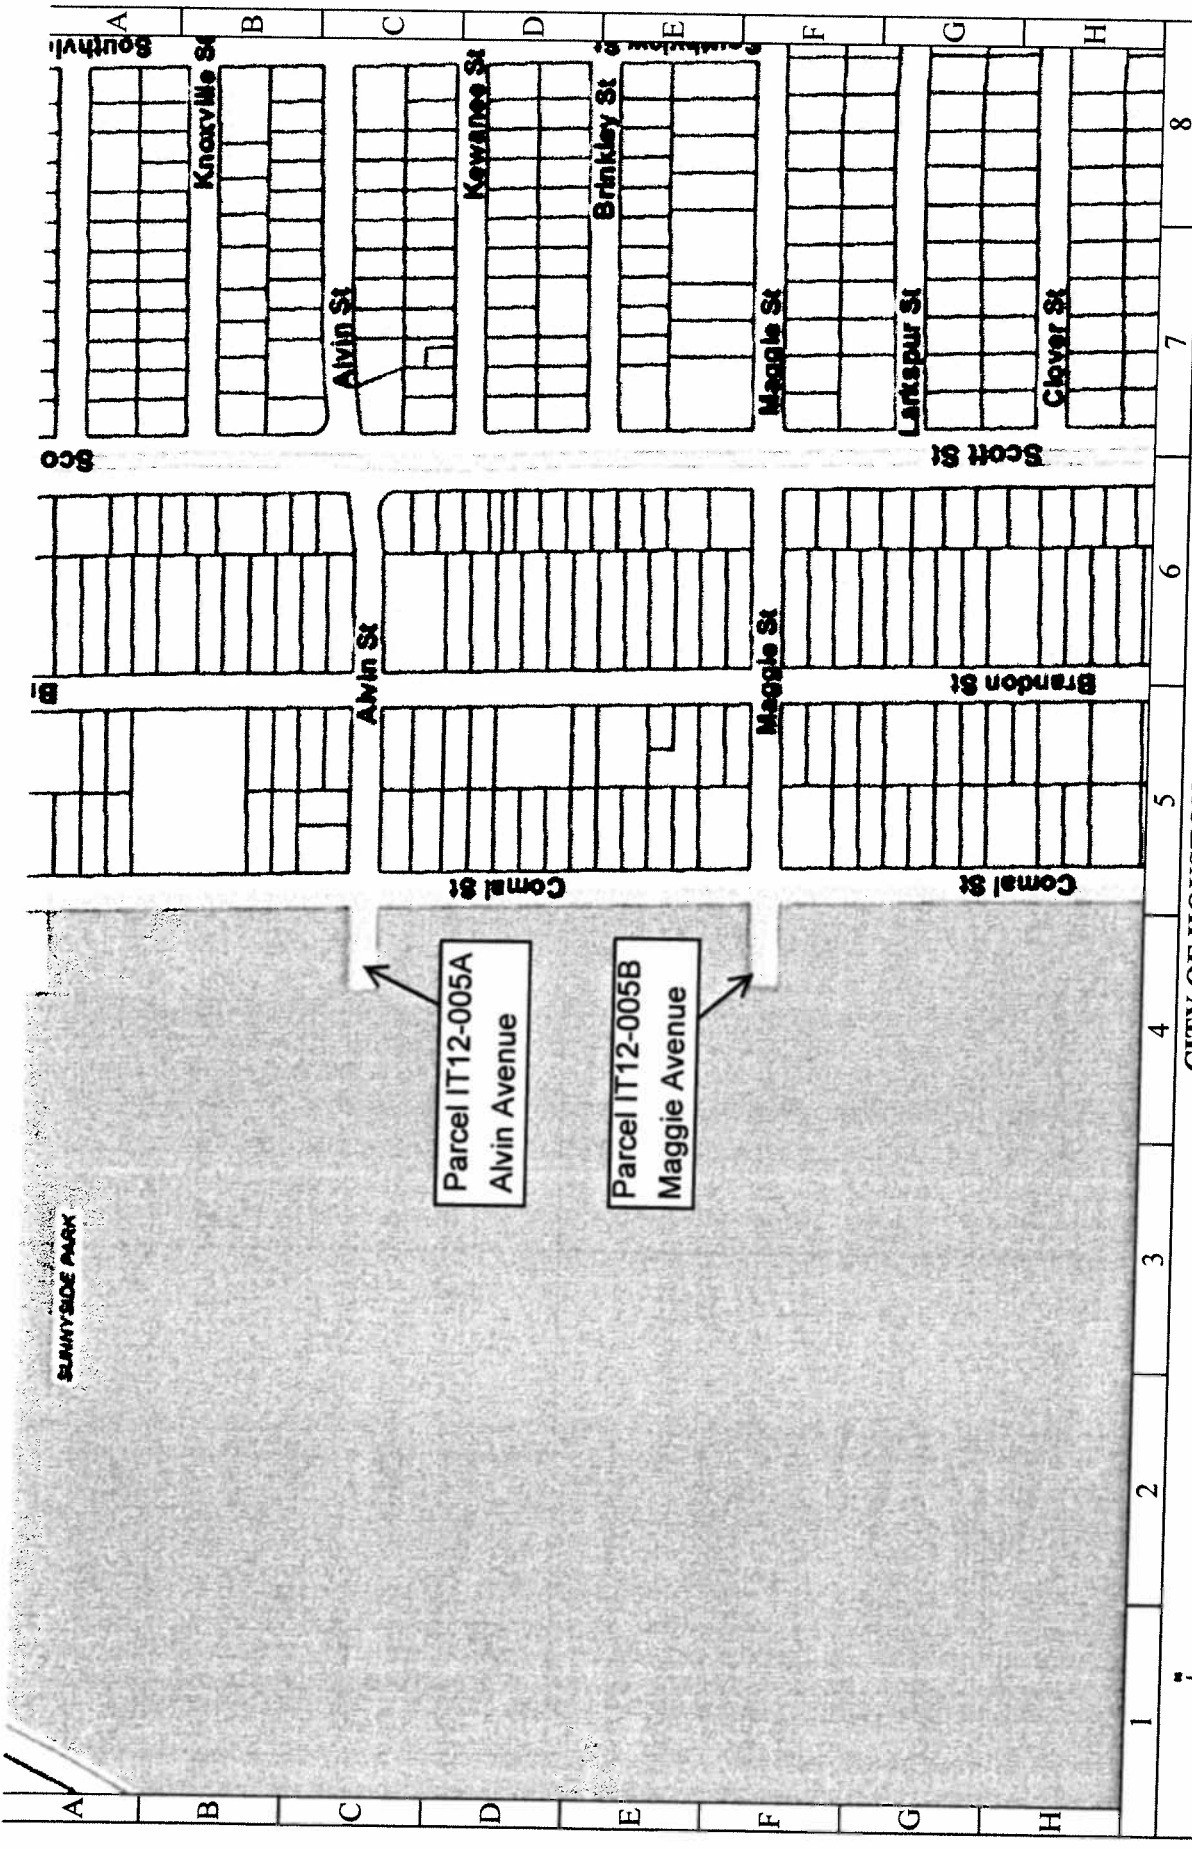 A
B
C
D
E
F
G
H
SUNNYSIDE PARK
Parcel IT12-005A
Alvin Avenue
Parcel IT12-005B
Maggie Avenue
Comal St
Comal St
Alvin St
Maggie St
Brandon St
Sco
Scott St
Knoxville St
Alvin St
Kewanee St
Brinkley St
Maggie St
Larkspur St
Clover St
Southvi
A
B
C
D
E
F
G
H
1
2
3
4
5
6
7
8